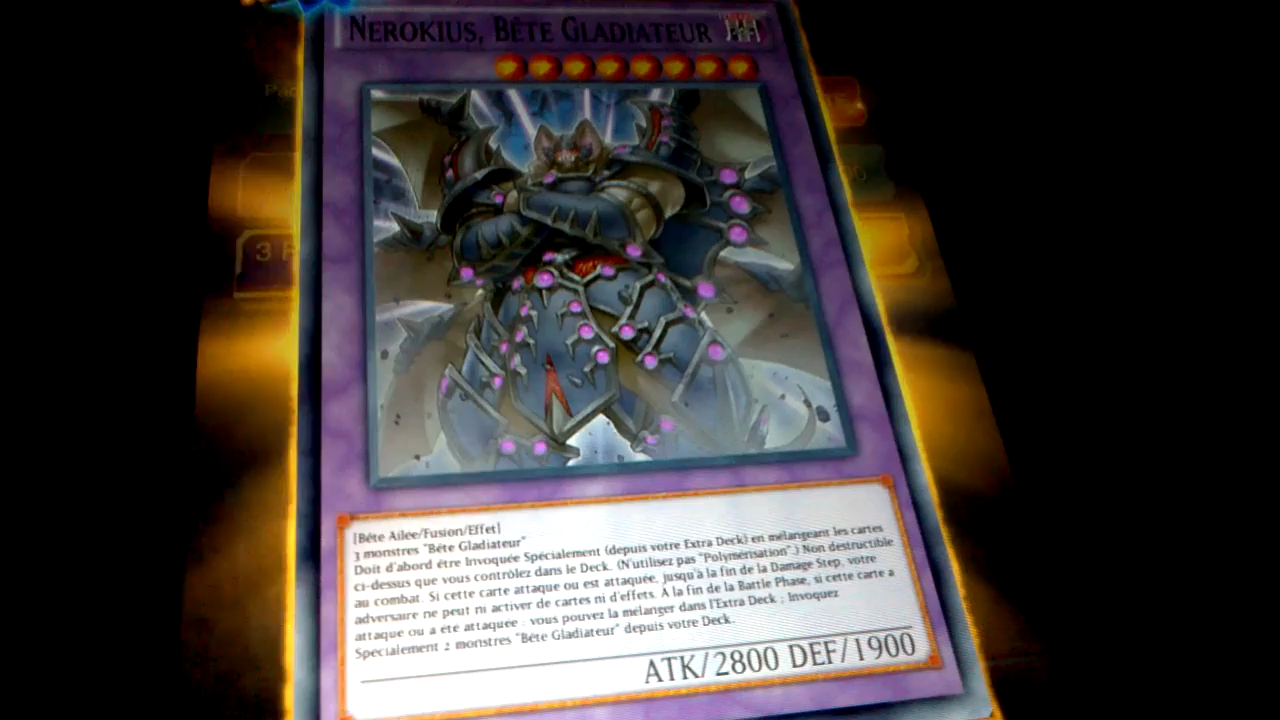 NEROKIUS, BÊTE GLADIATEUR
[Bête Ailée/Fusion/Effet]
3 monstres "Bête Gladiateur"
Doit d'abord être Invoquée Spécialement (depuis votre Extra Deck) en mélangeant les cartes
ci-dessus que vous contrôlez dans le Deck. (N'utilisez pas "Polymérisation".) Non destructible
au combat. Si cette carte attaque ou est attaquée, jusqu'à la fin de la Damage Step, votre
adversaire ne peut ni activer de cartes ni d'effets. À la fin de la Battle Phase, si cette carte a
attaqué ou a été attaquée : vous pouvez la mélanger dans l'Extra Deck ; Invoquez
Spécialement 2 monstres "Bête Gladiateur" depuis votre Deck.
ATK/2800 DEF/1900
3